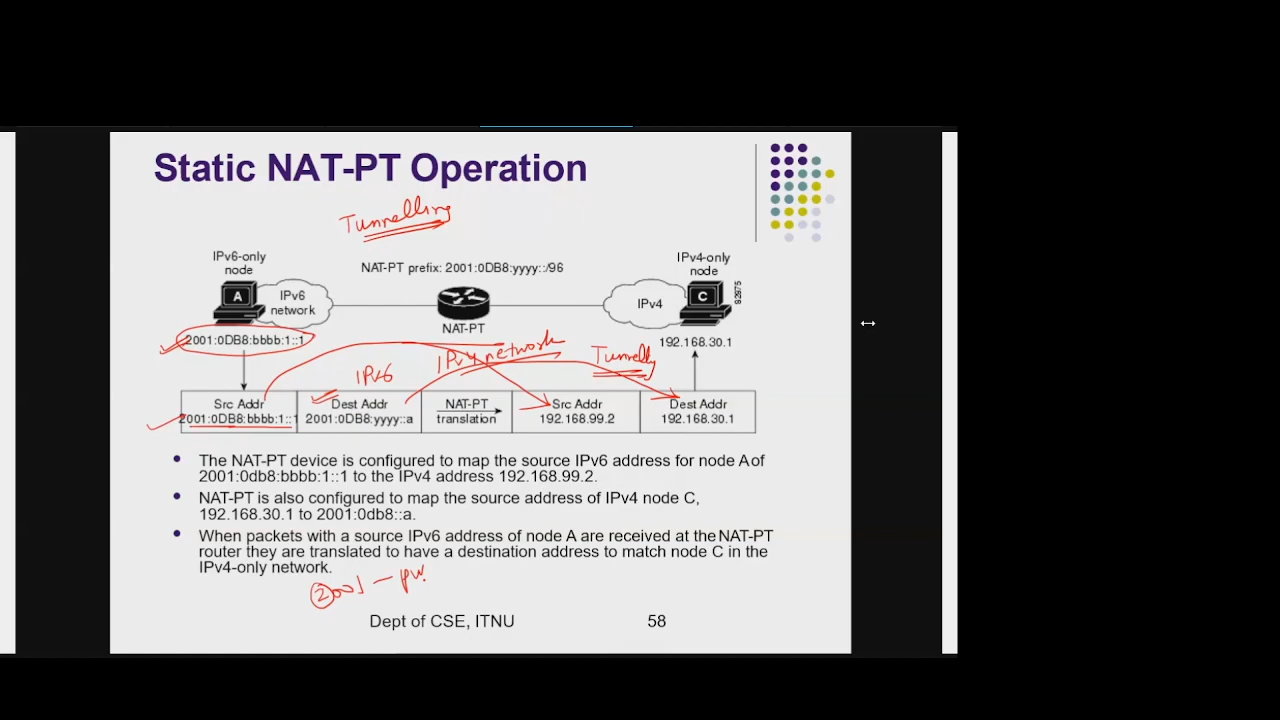 Static NAT-PT Operation
Tunnelling
IPv6-only
node
IPv4-only
node
NAT-PT prefix: 2001:0DB8:yyyy::/96
A
IPv6
network
IPv4
C
92975
NAT-PT
2001:0DB8:bbbb:1::1
192.168.30.1
IPv4 network
Tunnelly
IPv6
Src Addr
2001:0DB8:bbbb:1::1
Dest Addr
2001:0DB8:yyyy::a
NAT-PT
translation
Src Addr
192.168.99.2
Dest Addr
192.168.30.1
• The NAT-PT device is configured to map the source IPv6 address for node A of
2001:0db8:bbbb:1::1 to the IPv4 address 192.168.99.2.
• NAT-PT is also configured to map the source address of IPv4 node C,
192.168.30.1 to 2001:0db8::a.
• When packets with a source IPv6 address of node A are received at the NAT-PT
router they are translated to have a destination address to match node C in the
IPv4-only network.
2001 –
Dept of CSE, ITNU
58